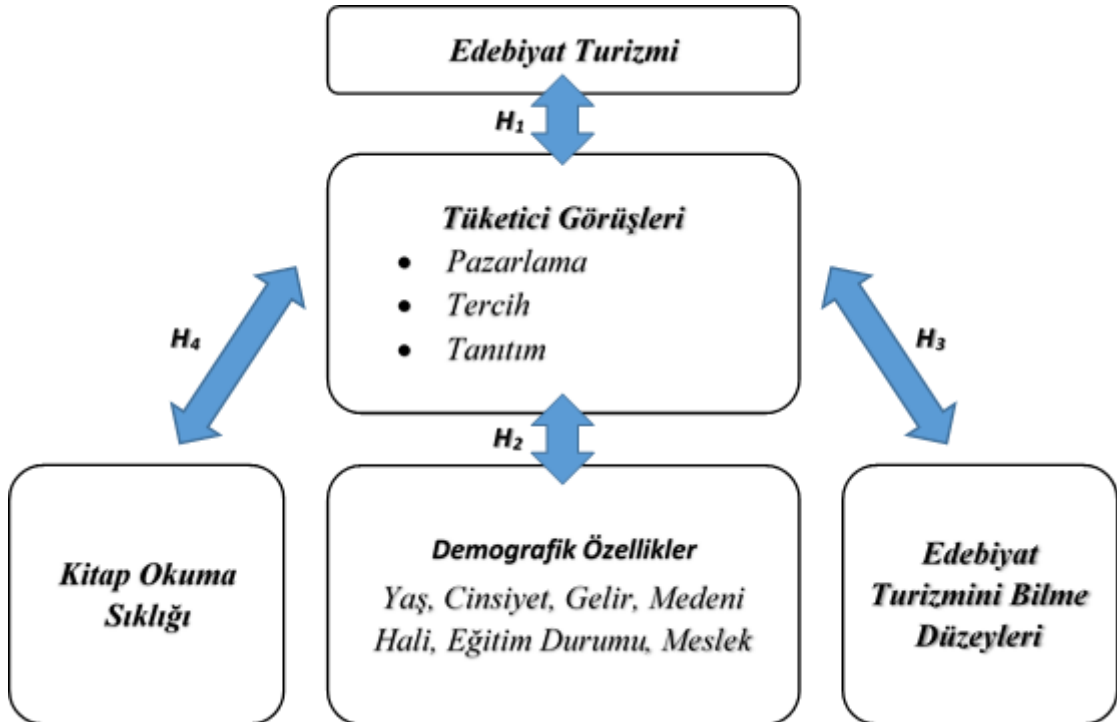 Edebiyat Turizmi
H₁
Tüketici Görüşleri
• Pazarlama
• Tercih
• Tanıtım
H₄
H₃
H₂
Kitap Okuma
Sıklığı
Demografik Özellikler
Yaş, Cinsiyet, Gelir, Medeni
Hali, Eğitim Durumu, Meslek
Edebiyat
Turizmini Bilme
Düzeyleri